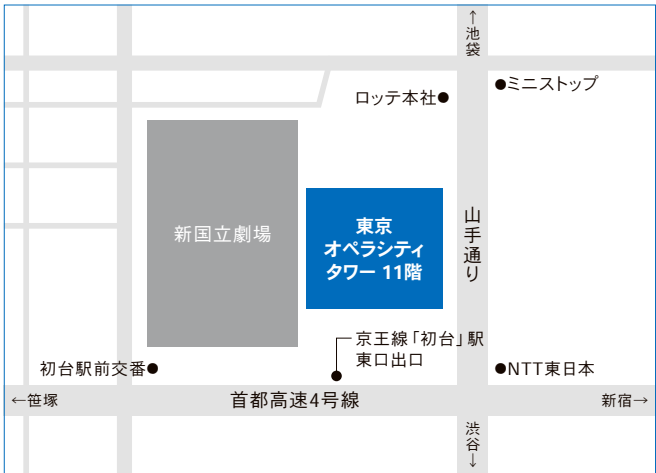 ↑池袋
●ミニストップ
ロッテ本社●
新国立劇場
東京
オペラシティ
タワー 11階
山手通り
京王線「初台」駅
東口出口
初台駅前交番●
●NTT東日本
←笹塚
首都高速4号線
新宿→
渋谷↓